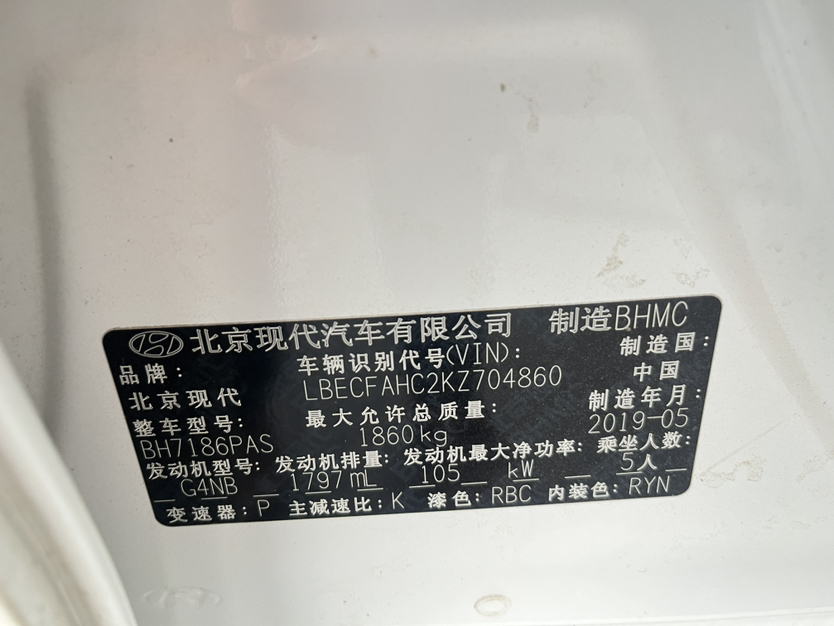 北京现代汽车有限公司 制造BHMC
品牌: 车辆识别代号(VIN): 制造国:
北京现代 LBECFAHC2KZ704860 中国
整车型号: 最大允许总质量: 制造年月:
BH7186PAS 1860kg 2019-05
发动机型号: 发动机排量: 发动机最大净功率: 乘坐人数:
G4NB 1797mL 105 kW 5人
变速器: P 主减速比: K 漆色: RBC 内装色: RYN